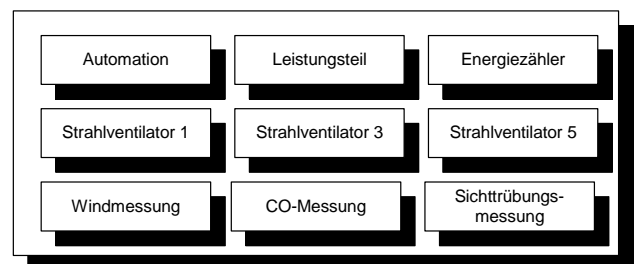 Automation
Leistungsteil
Energiezähler
Strahlventilator 1
Strahlventilator 3
Strahlventilator 5
Windmessung
CO-Messung
Sichttrübungs-
messung